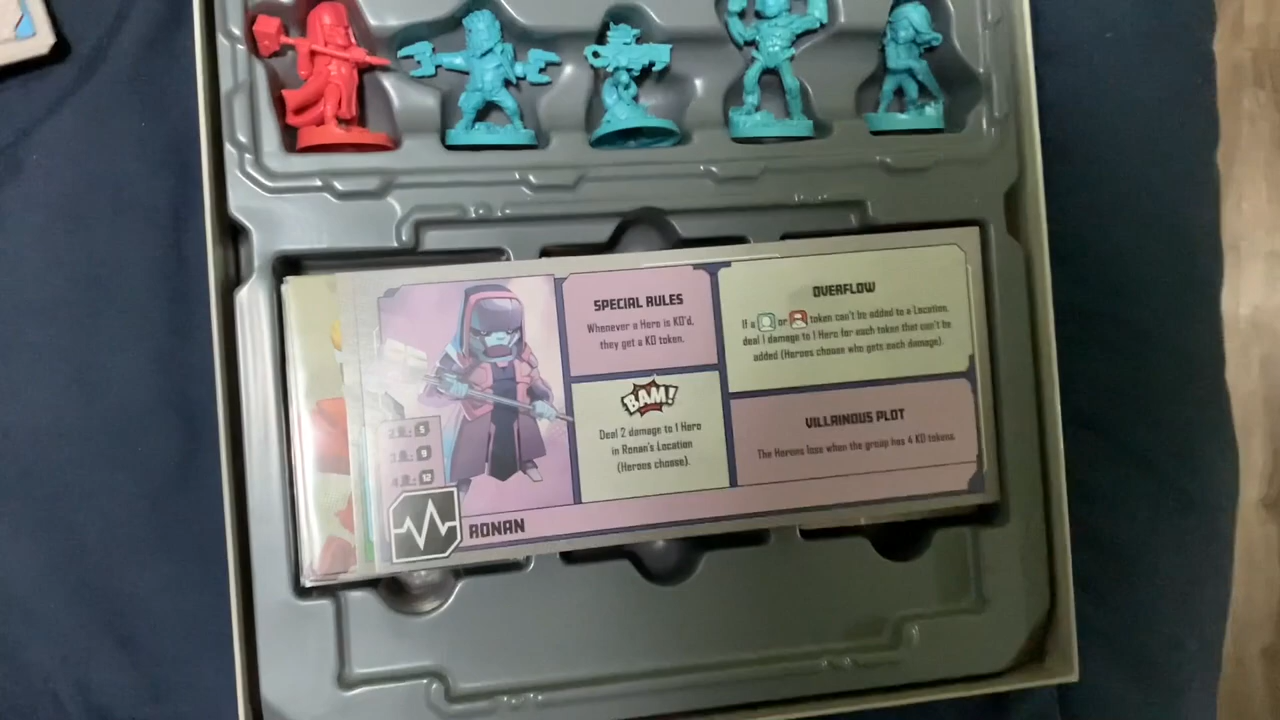 SPECIAL RULES
Whenever a Hero is KO'd,
they get a KO token.
BAM!
Deal 2 damage to 1 Hero
in Ronan's Location
(Heroes choose).
OVERFLOW
If a or token can't be added to a Location,
deal 1 damage to 1 Hero for each token that can't be
added (Heroes choose who gets each damage).
VILLAINOUS PLOT
The Heroes lose when the group has 4 KO tokens.
5
9
4 : 12
RONAN